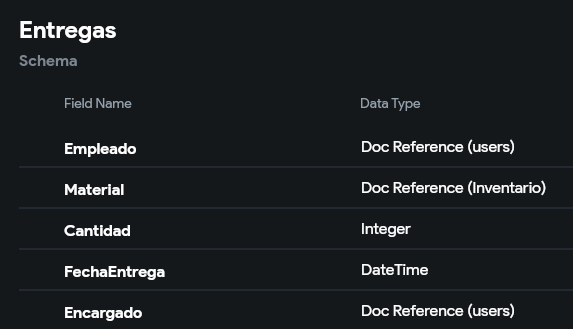 Entregas
Schema
Field Name Data Type
Empleado Doc Reference (users)
Material Doc Reference (Inventario)
Cantidad Integer
FechaEntrega DateTime
Encargado Doc Reference (users)